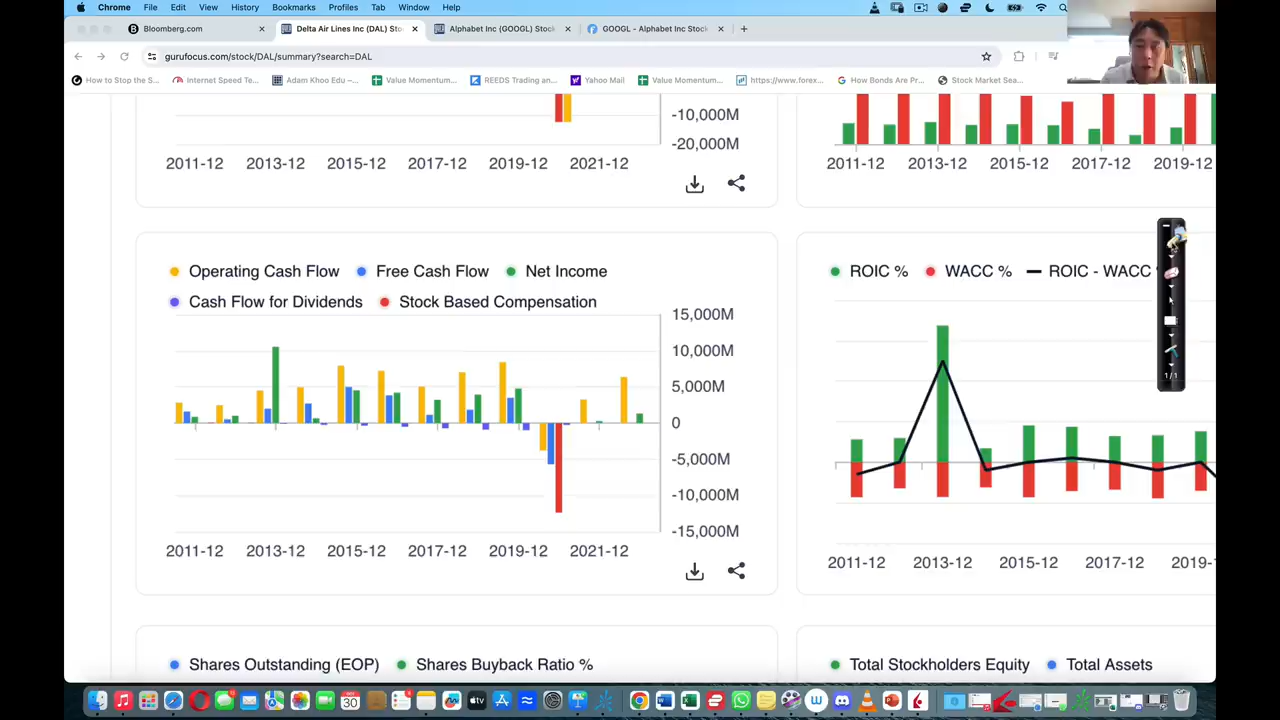 Chrome File Edit View History Bookmarks Profiles Tab Window Help
Bloomberg.com Delta Air Lines Inc (DAL) Sto Alphabet Inc (GOOGL) Stock GOOGL - Alphabet Inc Stock
gurufocus.com/stock/DAL/summary?search=DAL
How to Stop the S... Internet Speed Te... Adam Khoo Edu –... Value Momentum... REEDS Trading an... Yahoo Mail Value Momentum... https://www.forex... How Bonds Are Pr... Stock Market Sea...
-10,000M
-20,000M
2011-12 2013-12 2015-12 2017-12 2019-12 2021-12
2011-12 2013-12 2015-12 2017-12 2019-12
Operating Cash Flow Free Cash Flow Net Income
Cash Flow for Dividends Stock Based Compensation
15,000M
10,000M
5,000M
0
-5,000M
-10,000M
-15,000M
2011-12 2013-12 2015-12 2017-12 2019-12 2021-12
ROIC % WACC % ROIC - WACC
1 / 1
2011-12 2013-12 2015-12 2017-12 2019-
Shares Outstanding (EOP) Shares Buyback Ratio %
Total Stockholders Equity Total Assets